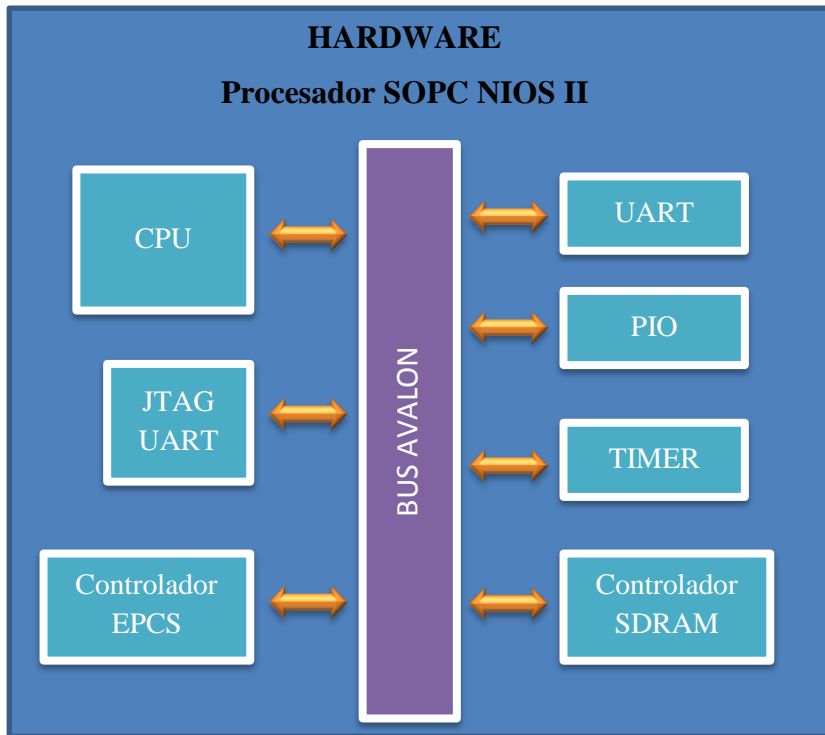 HARDWARE
Procesador SOPC NIOS II
CPU
JTAG
UART
Controlador
EPCS
BUS AVALON
UART
PIO
TIMER
Controlador
SDRAM